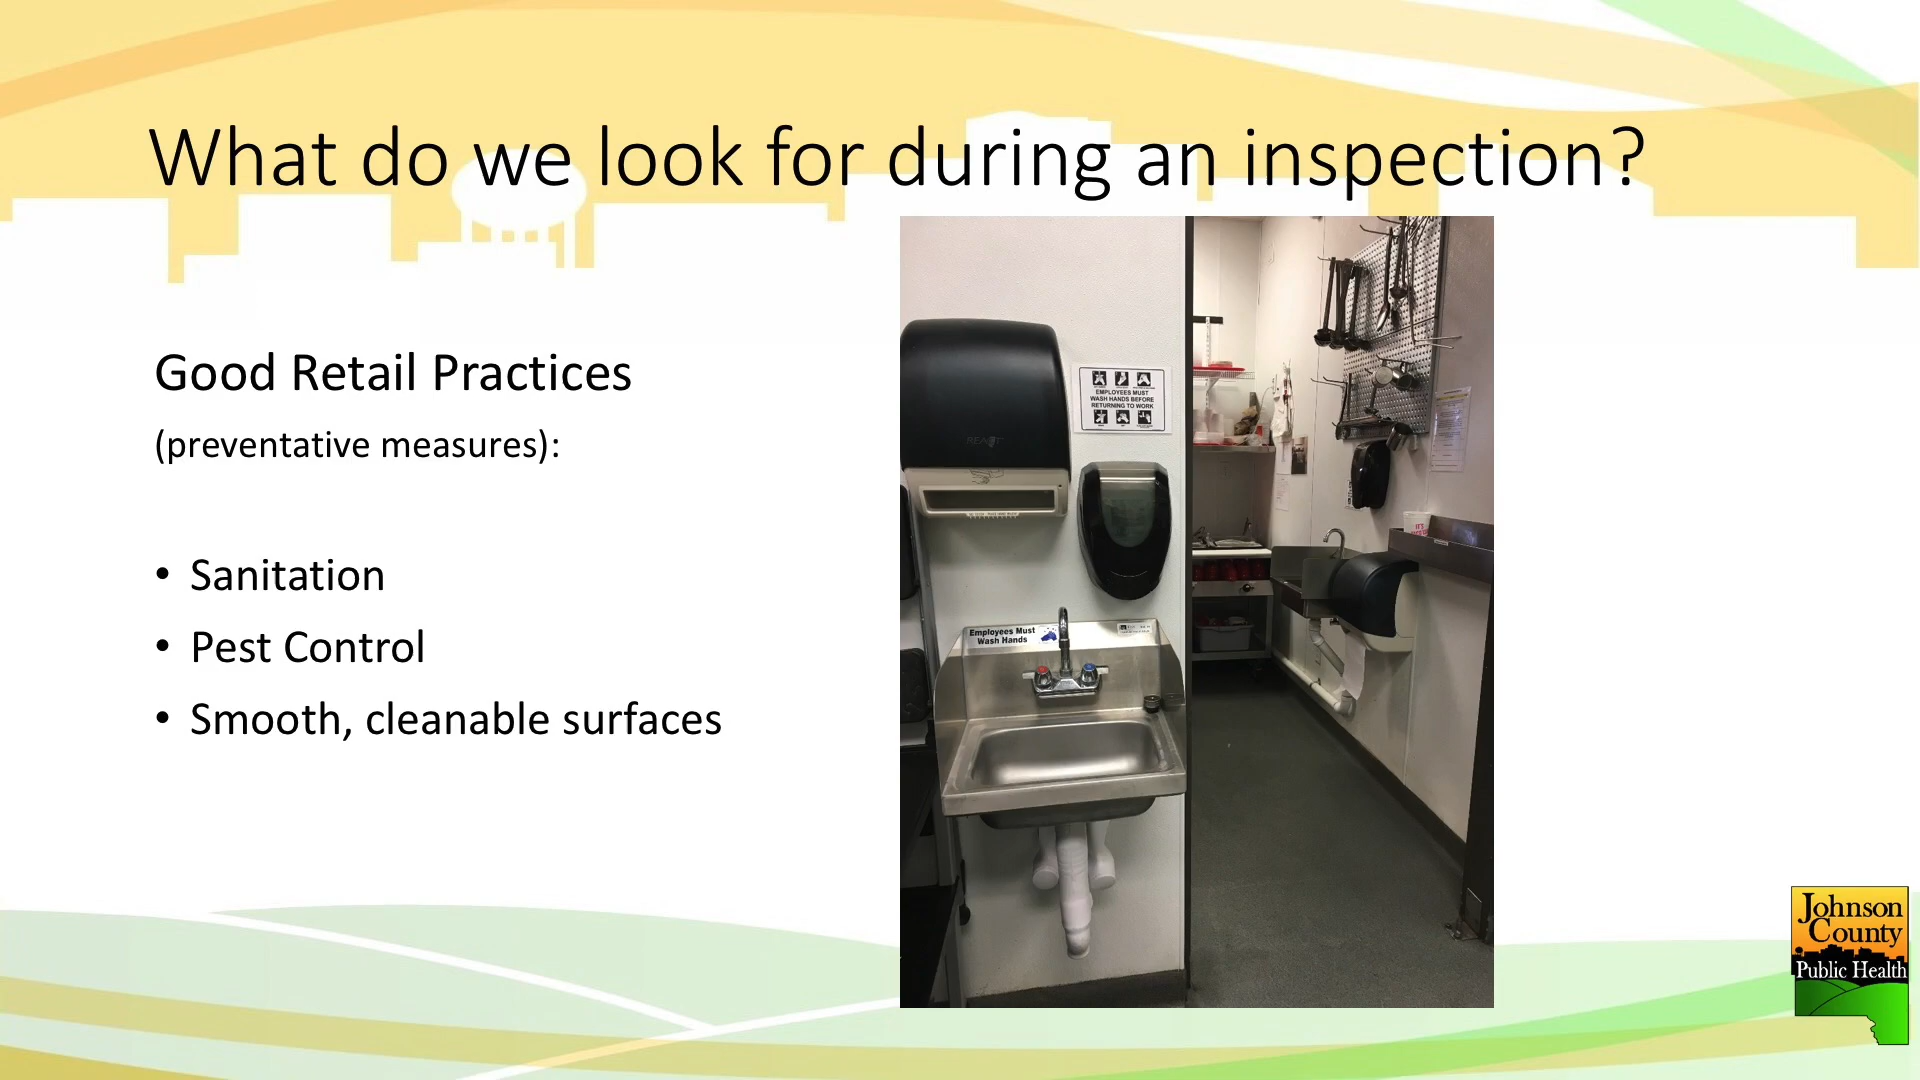 What do we look for during an inspection?
Good Retail Practices
(preventative measures):
• Sanitation
• Pest Control
• Smooth, cleanable surfaces
EMPLOYEES MUST
WASH HANDS BEFORE
RETURNING TO WORK
Employees Must
Wash Hands
Johnson
County
Public Health